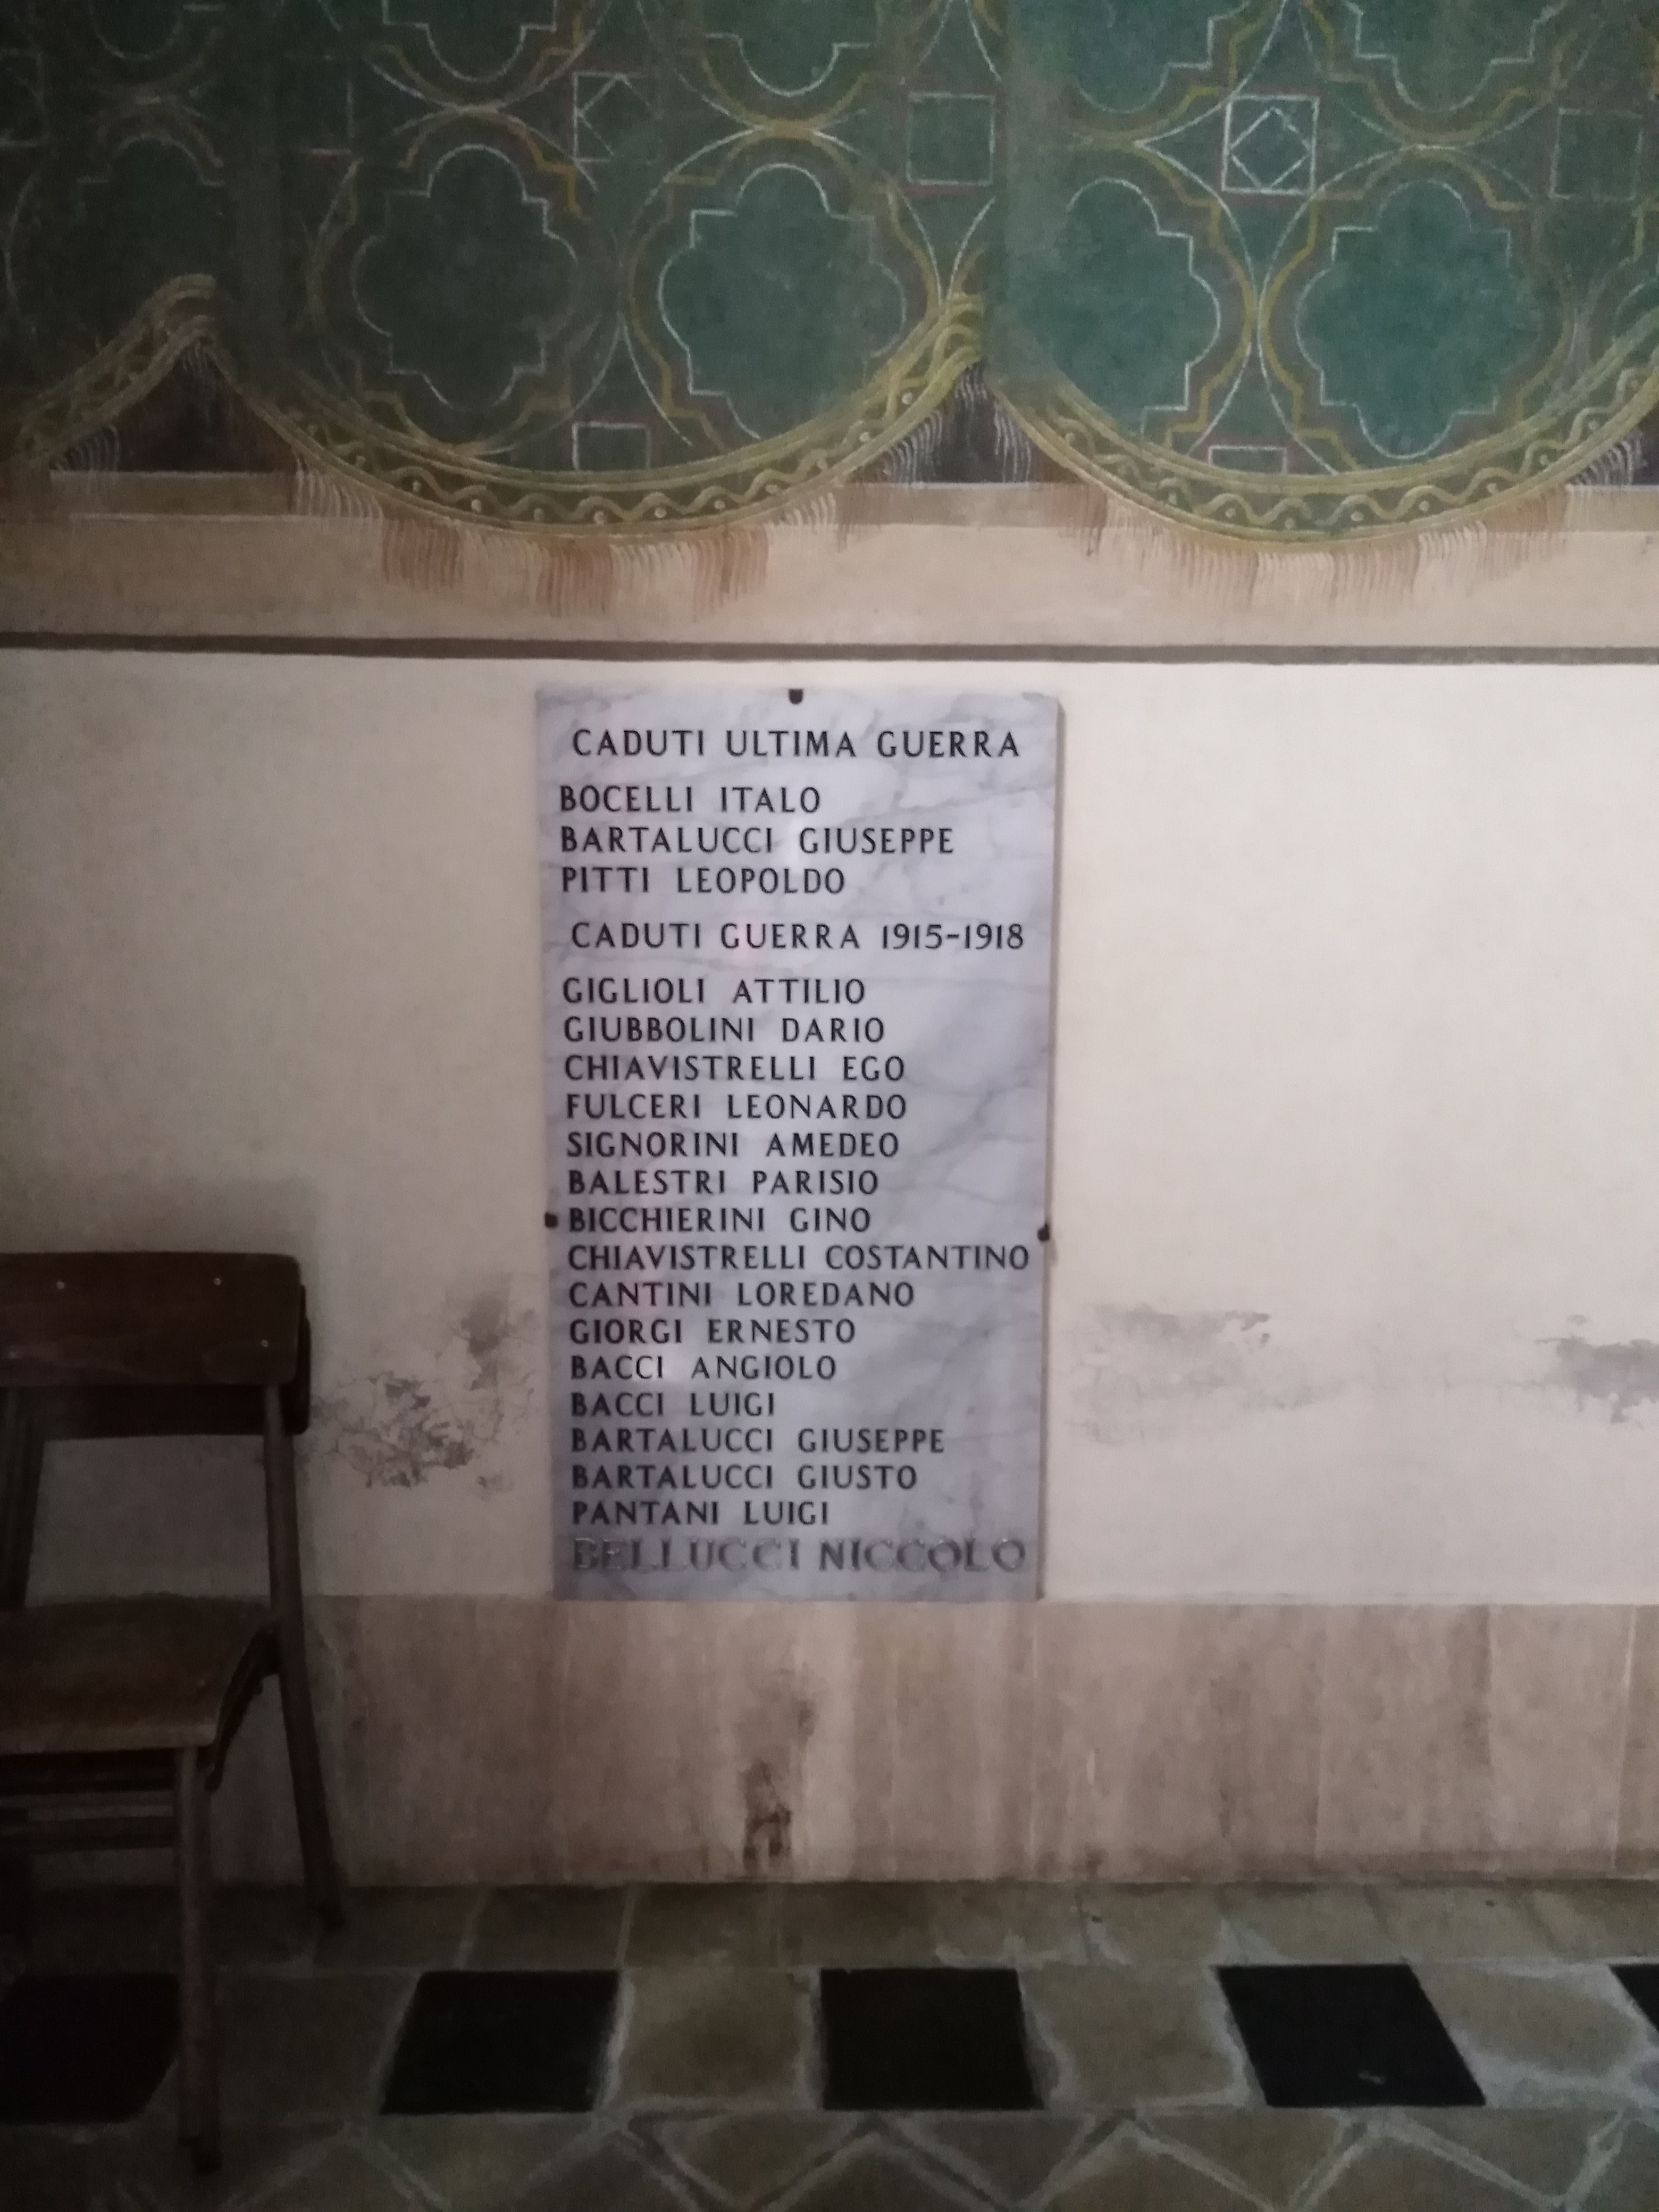 CADUTI ULTIMA GUERRA
BOCELLI ITALO
BARTALUCCI GIUSEPPE
PITTI LEOPOLDO
CADUTI GUERRA 1915-1918
GIGLIOLI ATTILIO
GIUBBOLINI DARIO
CHIAVISTRELLI EGO
FULCERI LEONARDO
SIGNORINI AMEDEO
BALESTRI PARISIO
BICCHIERINI GINO
CHIAVISTRELLI COSTANTINO
CANTINI LOREDANO
GIORGI ERNESTO
BACCI ANGIOLO
BACCI LUIGI
BARTALUCCI GIUSEPPE
BARTALUCCI GIUSTO
PANTANI LUIGI
BELLUCCI NICCOLO